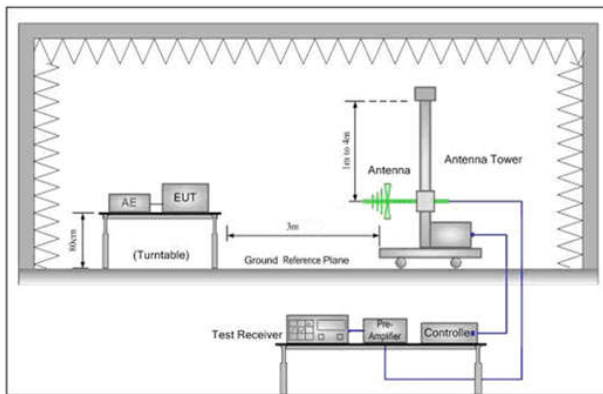 1m to 4m
Antenna
Antenna Tower
AE
EUT
80cm
(Turntable)
3m
Ground Reference Plane
Test Receiver
Pre-
Amplifier
Controller